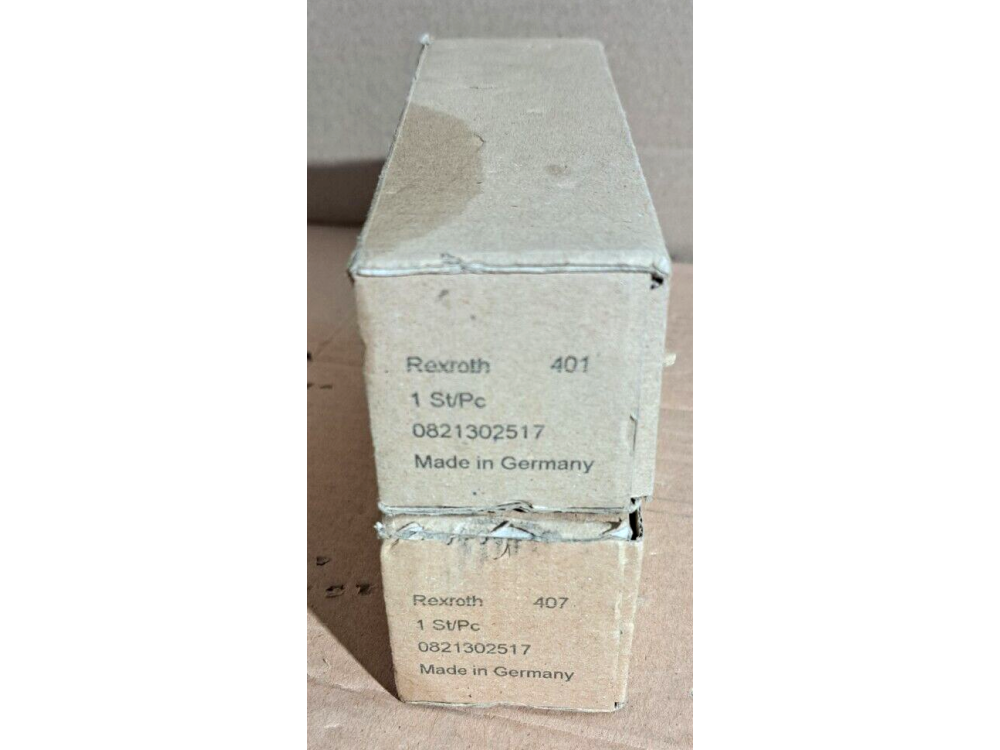 Rexroth 401
1 St/Pc
0821302517
Made in Germany
Rexroth 407
1 St/Pc
0821302517
Made in Germany